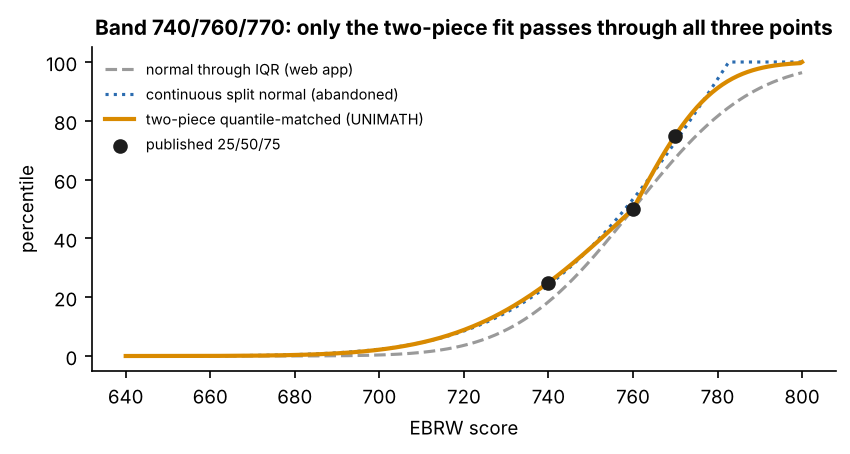 Band 740/760/770: only the two-piece fit passes through all three points
normal through IQR (web app)
continuous split normal (abandoned)
two-piece quantile-matched (UNIMATH)
published 25/50/75
percentile
100
80
60
40
20
0
640 660 680 700 720 740 760 780 800
EBRW score